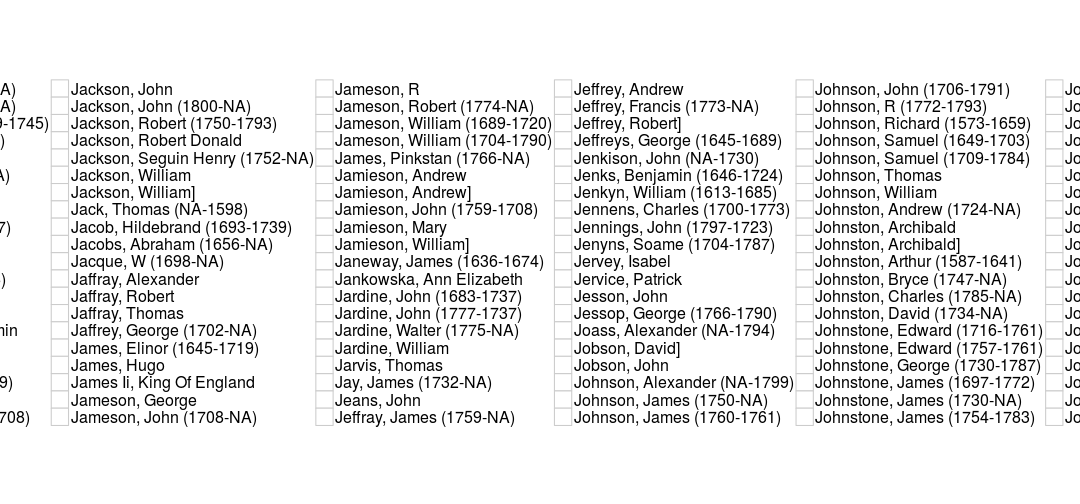 A)
A)
9-1745)
)
A)
7)
)
min
9)
708)
Jackson, John
Jackson, John (1800-NA)
Jackson, Robert (1750-1793)
Jackson, Robert Donald
Jackson, Seguin Henry (1752-NA)
Jackson, William
Jackson, William]
Jack, Thomas (NA-1598)
Jacob, Hildebrand (1693-1739)
Jacobs, Abraham (1656-NA)
Jacque, W (1698-NA)
Jaffray, Alexander
Jaffray, Robert
Jaffray, Thomas
Jaffrey, George (1702-NA)
James, Elinor (1645-1719)
James, Hugo
James Ii, King Of England
Jameson, George
Jameson, John (1708-NA)
Jameson, R
Jameson, Robert (1774-NA)
Jameson, William (1689-1720)
Jameson, William (1704-1790)
James, Pinkstan (1766-NA)
Jamieson, Andrew
Jamieson, Andrew]
Jamieson, John (1759-1708)
Jamieson, Mary
Jamieson, William]
Janeway, James (1636-1674)
Jankowska, Ann Elizabeth
Jardine, John (1683-1737)
Jardine, John (1777-1737)
Jardine, Walter (1775-NA)
Jardine, William
Jarvis, Thomas
Jay, James (1732-NA)
Jeans, John
Jeffray, James (1759-NA)
Jeffrey, Andrew
Jeffrey, Francis (1773-NA)
Jeffrey, Robert]
Jeffreys, George (1645-1689)
Jenkison, John (NA-1730)
Jenks, Benjamin (1646-1724)
Jenkyn, William (1613-1685)
Jennens, Charles (1700-1773)
Jennings, John (1797-1723)
Jenyns, Soame (1704-1787)
Jervey, Isabel
Jervice, Patrick
Jesson, John
Jessop, George (1766-1790)
Joass, Alexander (NA-1794)
Jobson, David]
Jobson, John
Johnson, Alexander (NA-1799)
Johnson, James (1750-NA)
Johnson, James (1760-1761)
Johnson, John (1706-1791)
Johnson, R (1772-1793)
Johnson, Richard (1573-1659)
Johnson, Samuel (1649-1703)
Johnson, Samuel (1709-1784)
Johnson, Thomas
Johnson, William
Johnston, Andrew (1724-NA)
Johnston, Archibald
Johnston, Archibald]
Johnston, Arthur (1587-1641)
Johnston, Bryce (1747-NA)
Johnston, Charles (1785-NA)
Johnston, David (1734-NA)
Johnstone, Edward (1716-1761)
Johnstone, Edward (1757-1761)
Johnstone, George (1730-1787)
Johnstone, James (1697-1772)
Johnstone, James (1730-NA)
Johnstone, James (1754-1783)